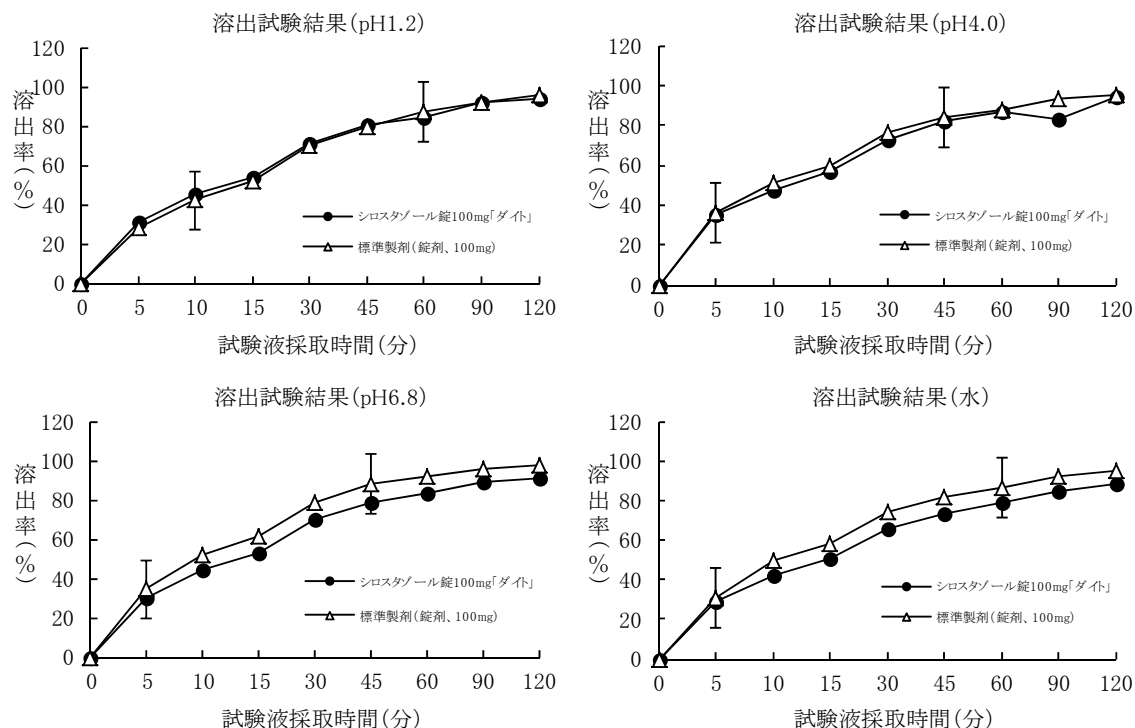 溶出試験結果(pH1.2)
120
100
80
60
40
20
0
溶出率(%)
シロスタゾール錠100mg「ダイト」
標準製剤(錠剤、100mg)
0 5 10 15 30 45 60 90 120
試験液採取時間(分)
溶出試験結果(pH4.0)
120
100
80
60
40
20
0
溶出率(%)
シロスタゾール錠100mg「ダイト」
標準製剤(錠剤、100mg)
0 5 10 15 30 45 60 90 120
試験液採取時間(分)
溶出試験結果(pH6.8)
120
100
80
60
40
20
0
溶出率(%)
シロスタゾール錠100mg「ダイト」
標準製剤(錠剤、100mg)
0 5 10 15 30 45 60 90 120
試験液採取時間(分)
溶出試験結果(水)
120
100
80
60
40
20
0
溶出率(%)
シロスタゾール錠100mg「ダイト」
標準製剤(錠剤、100mg)
0 5 10 15 30 45 60 90 120
試験液採取時間(分)